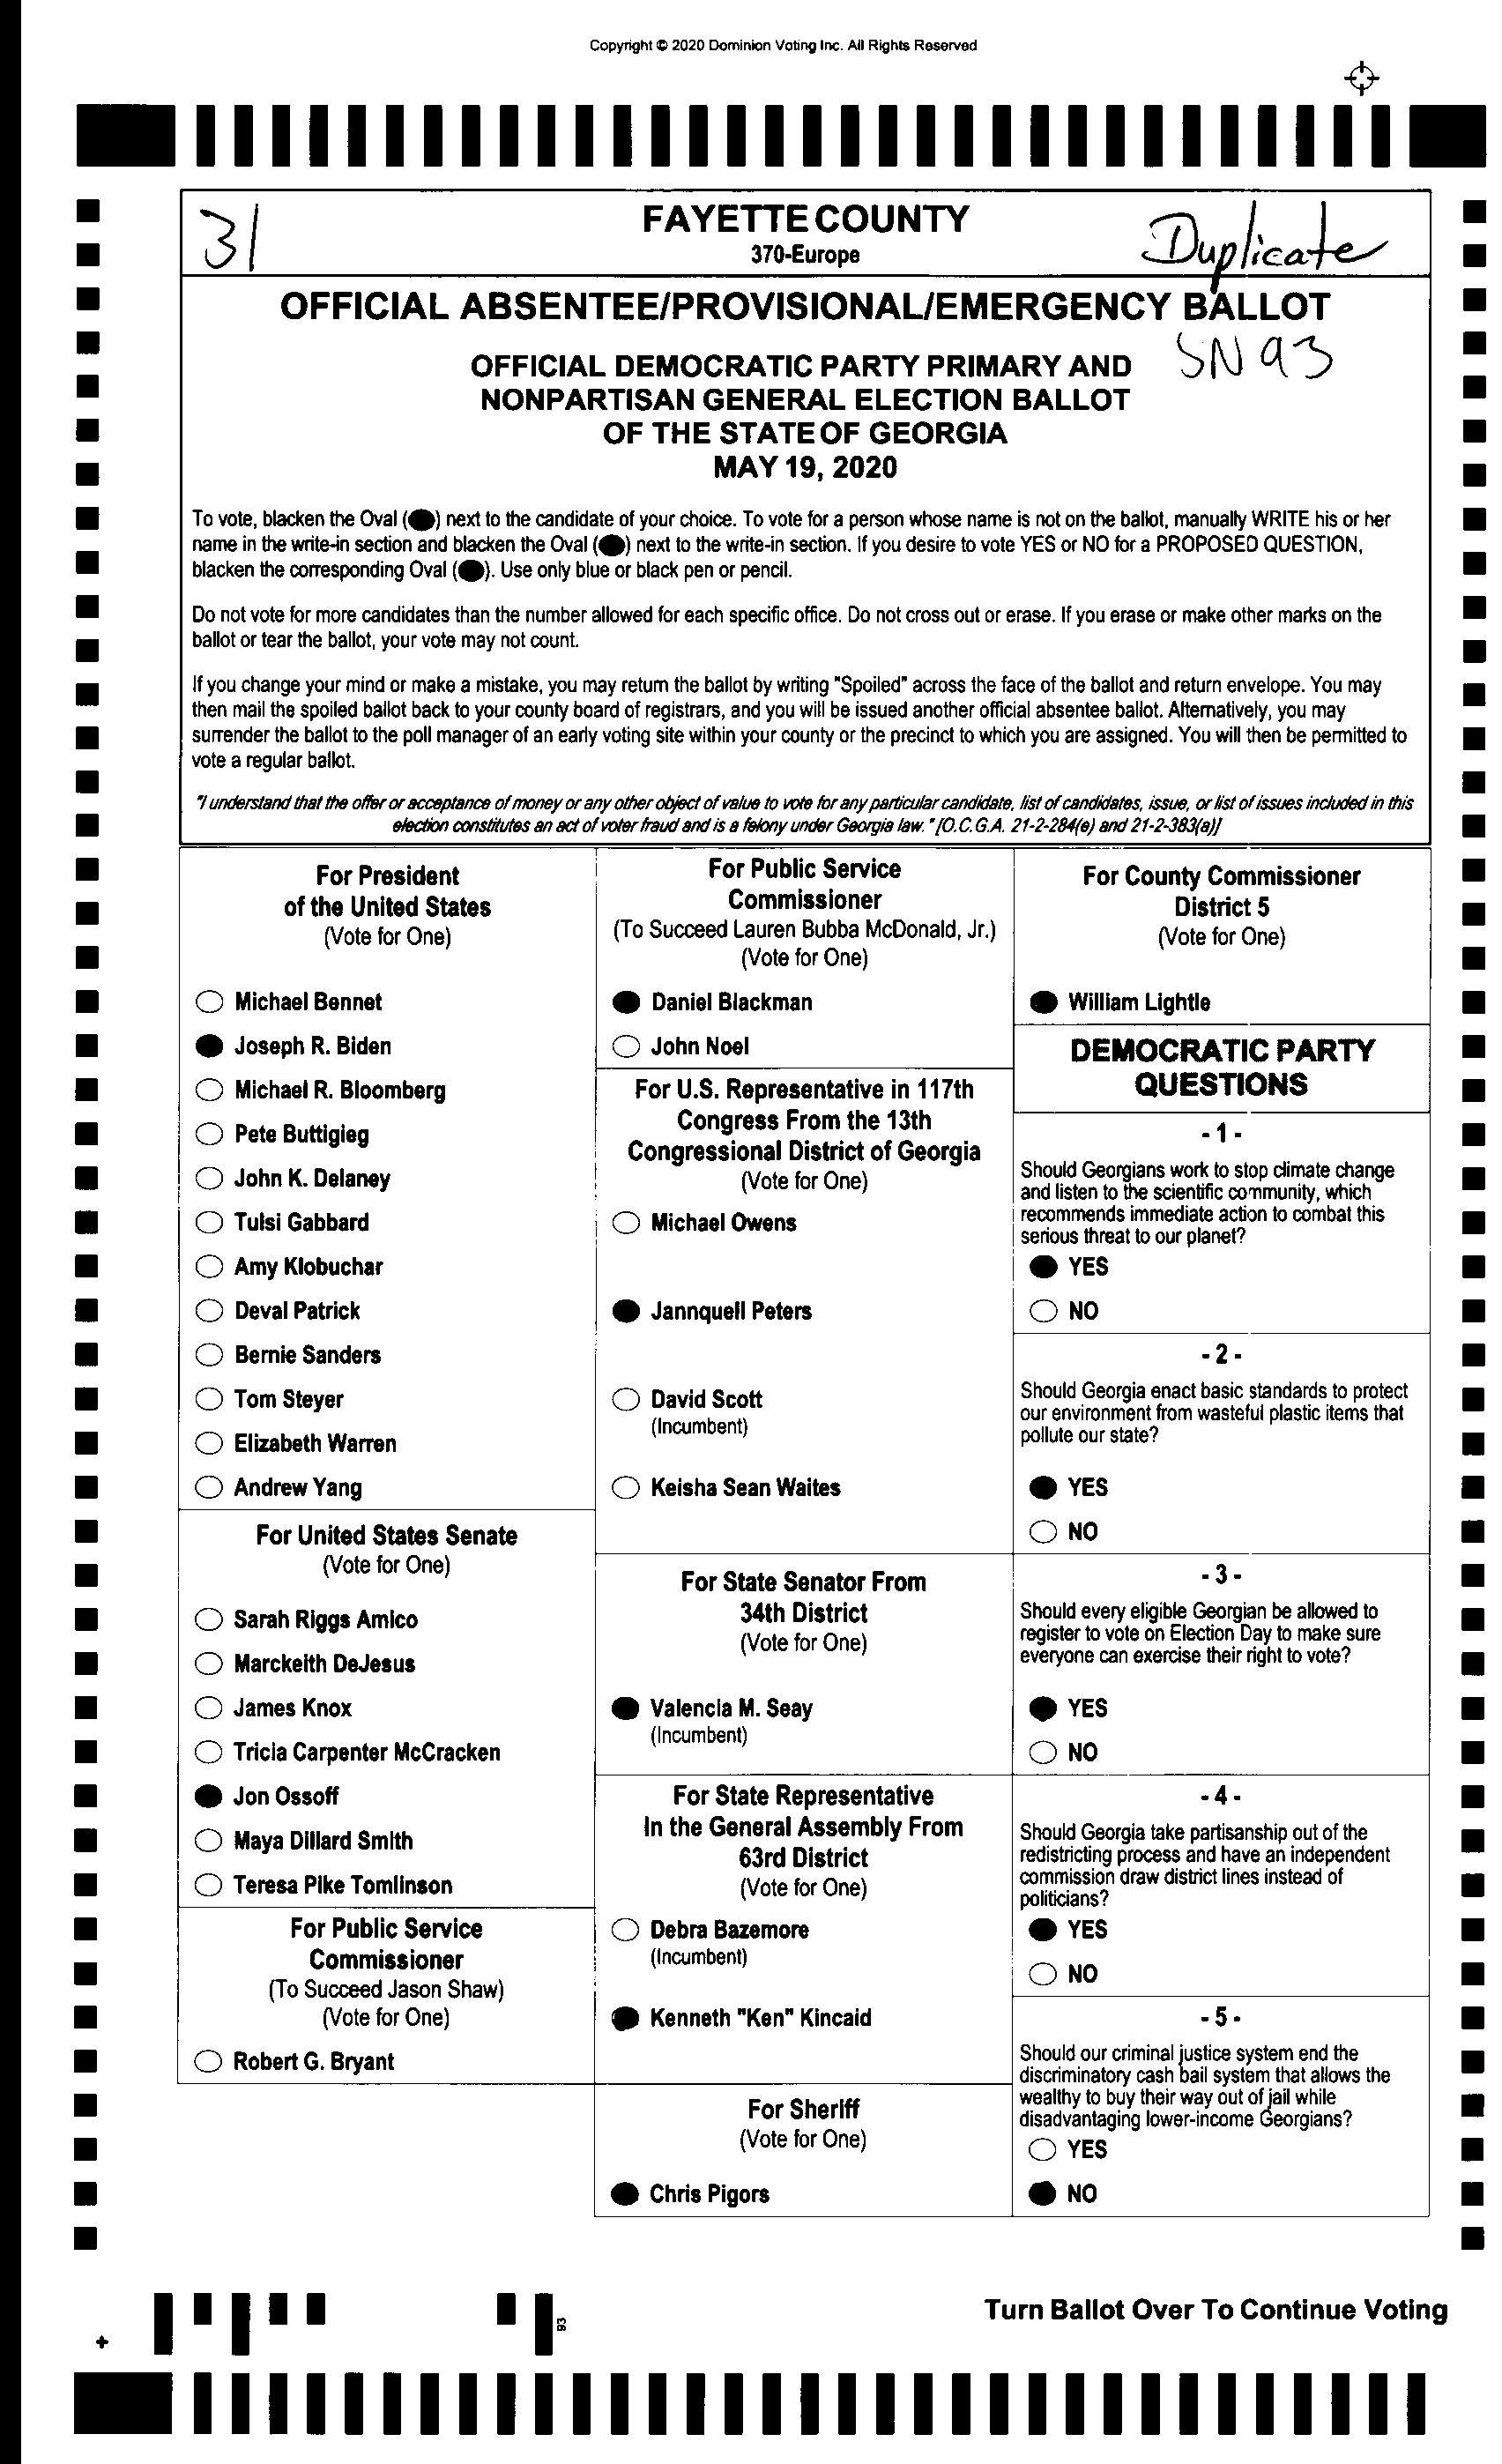 Copyright © 2020 Dominion Voting Inc. All Rights Reserved
31
FAYETTE COUNTY
370-Europe
Duplicate
OFFICIAL ABSENTEE/PROVISIONAL/EMERGENCY BALLOT
SN 93
OFFICIAL DEMOCRATIC PARTY PRIMARY AND
NONPARTISAN GENERAL ELECTION BALLOT
OF THE STATE OF GEORGIA
MAY 19, 2020
To vote, blacken the Oval (●) next to the candidate of your choice. To vote for a person whose name is not on the ballot, manually WRITE his or her
name in the write-in section and blacken the Oval (●) next to the write-in section. If you desire to vote YES or NO for a PROPOSED QUESTION,
blacken the corresponding Oval (●). Use only blue or black pen or pencil.
Do not vote for more candidates than the number allowed for each specific office. Do not cross out or erase. If you erase or make other marks on the
ballot or tear the ballot, your vote may not count.
If you change your mind or make a mistake, you may return the ballot by writing "Spoiled" across the face of the ballot and return envelope. You may
then mail the spoiled ballot back to your county board of registrars, and you will be issued another official absentee ballot. Alternatively, you may
surrender the ballot to the poll manager of an early voting site within your county or the precinct to which you are assigned. You will then be permitted to
vote a regular ballot.
"I understand that the offer or acceptance of money or any other object of value to vote for any particular candidate, list of candidates, issue, or list of issues included in this
election constitutes an act of voter fraud and is a felony under Georgia law." [O.C.G.A. 21-2-284(e) and 21-2-383(a)]
For President
of the United States
(Vote for One)
Michael Bennet
Joseph R. Biden
Michael R. Bloomberg
Pete Buttigieg
John K. Delaney
Tulsi Gabbard
Amy Klobuchar
Deval Patrick
Bernie Sanders
Tom Steyer
Elizabeth Warren
Andrew Yang
For United States Senate
(Vote for One)
Sarah Riggs Amico
Marckeith DeJesus
James Knox
Tricia Carpenter McCracken
Jon Ossoff
Maya Dillard Smith
Teresa Pike Tomlinson
For Public Service
Commissioner
(To Succeed Jason Shaw)
(Vote for One)
Robert G. Bryant
For Public Service
Commissioner
(To Succeed Lauren Bubba McDonald, Jr.)
(Vote for One)
Daniel Blackman
John Noel
For U.S. Representative in 117th
Congress From the 13th
Congressional District of Georgia
(Vote for One)
Michael Owens
Jannquell Peters
David Scott
(Incumbent)
Keisha Sean Waites
For State Senator From
34th District
(Vote for One)
Valencia M. Seay
(Incumbent)
For State Representative
In the General Assembly From
63rd District
(Vote for One)
Debra Bazemore
(Incumbent)
Kenneth "Ken" Kincaid
For Sheriff
(Vote for One)
Chris Pigors
For County Commissioner
District 5
(Vote for One)
William Lightle
DEMOCRATIC PARTY
QUESTIONS
- 1 -
Should Georgians work to stop climate change
and listen to the scientific community, which
recommends immediate action to combat this
serious threat to our planet?
YES
NO
- 2 -
Should Georgia enact basic standards to protect
our environment from wasteful plastic items that
pollute our state?
YES
NO
- 3 -
Should every eligible Georgian be allowed to
register to vote on Election Day to make sure
everyone can exercise their right to vote?
YES
NO
- 4 -
Should Georgia take partisanship out of the
redistricting process and have an independent
commission draw district lines instead of
politicians?
YES
NO
- 5 -
Should our criminal justice system end the
discriminatory cash bail system that allows the
wealthy to buy their way out of jail while
disadvantaging lower-income Georgians?
YES
NO
93
Turn Ballot Over To Continue Voting